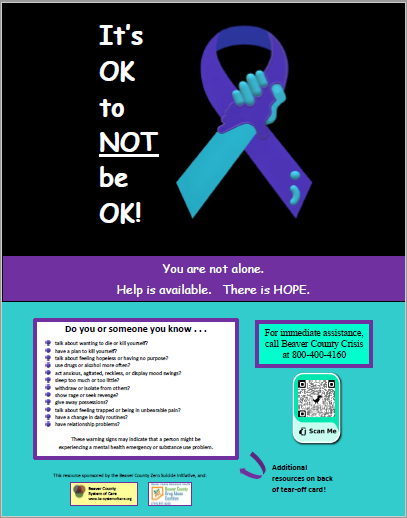 It's
OK
to
NOT
be
OK!
You are not alone.
Help is available. There is HOPE.
Do you or someone you know . . .
talk about wanting to die or kill yourself?
have a plan to kill yourself?
talk about feeling hopeless or having no purpose?
use drugs or alcohol more often?
act anxious, agitated, reckless, or display mood swings?
sleep too much or too little?
withdraw or isolate from others?
show rage or seek revenge?
give away possessions?
talk about feeling trapped or being in unbearable pain?
have a change in daily routines?
have relationship problems?
These warning signs may indicate that a person might be
experiencing a mental health emergency or substance use problem.
For immediate assistance,
call Beaver County Crisis
at 800-400-4160
Scan Me
Additional
resources on back
of tear-off card!
This resource sponsored by the Beaver County Zero Suicide Initiative, and:
Beaver County
System of Care